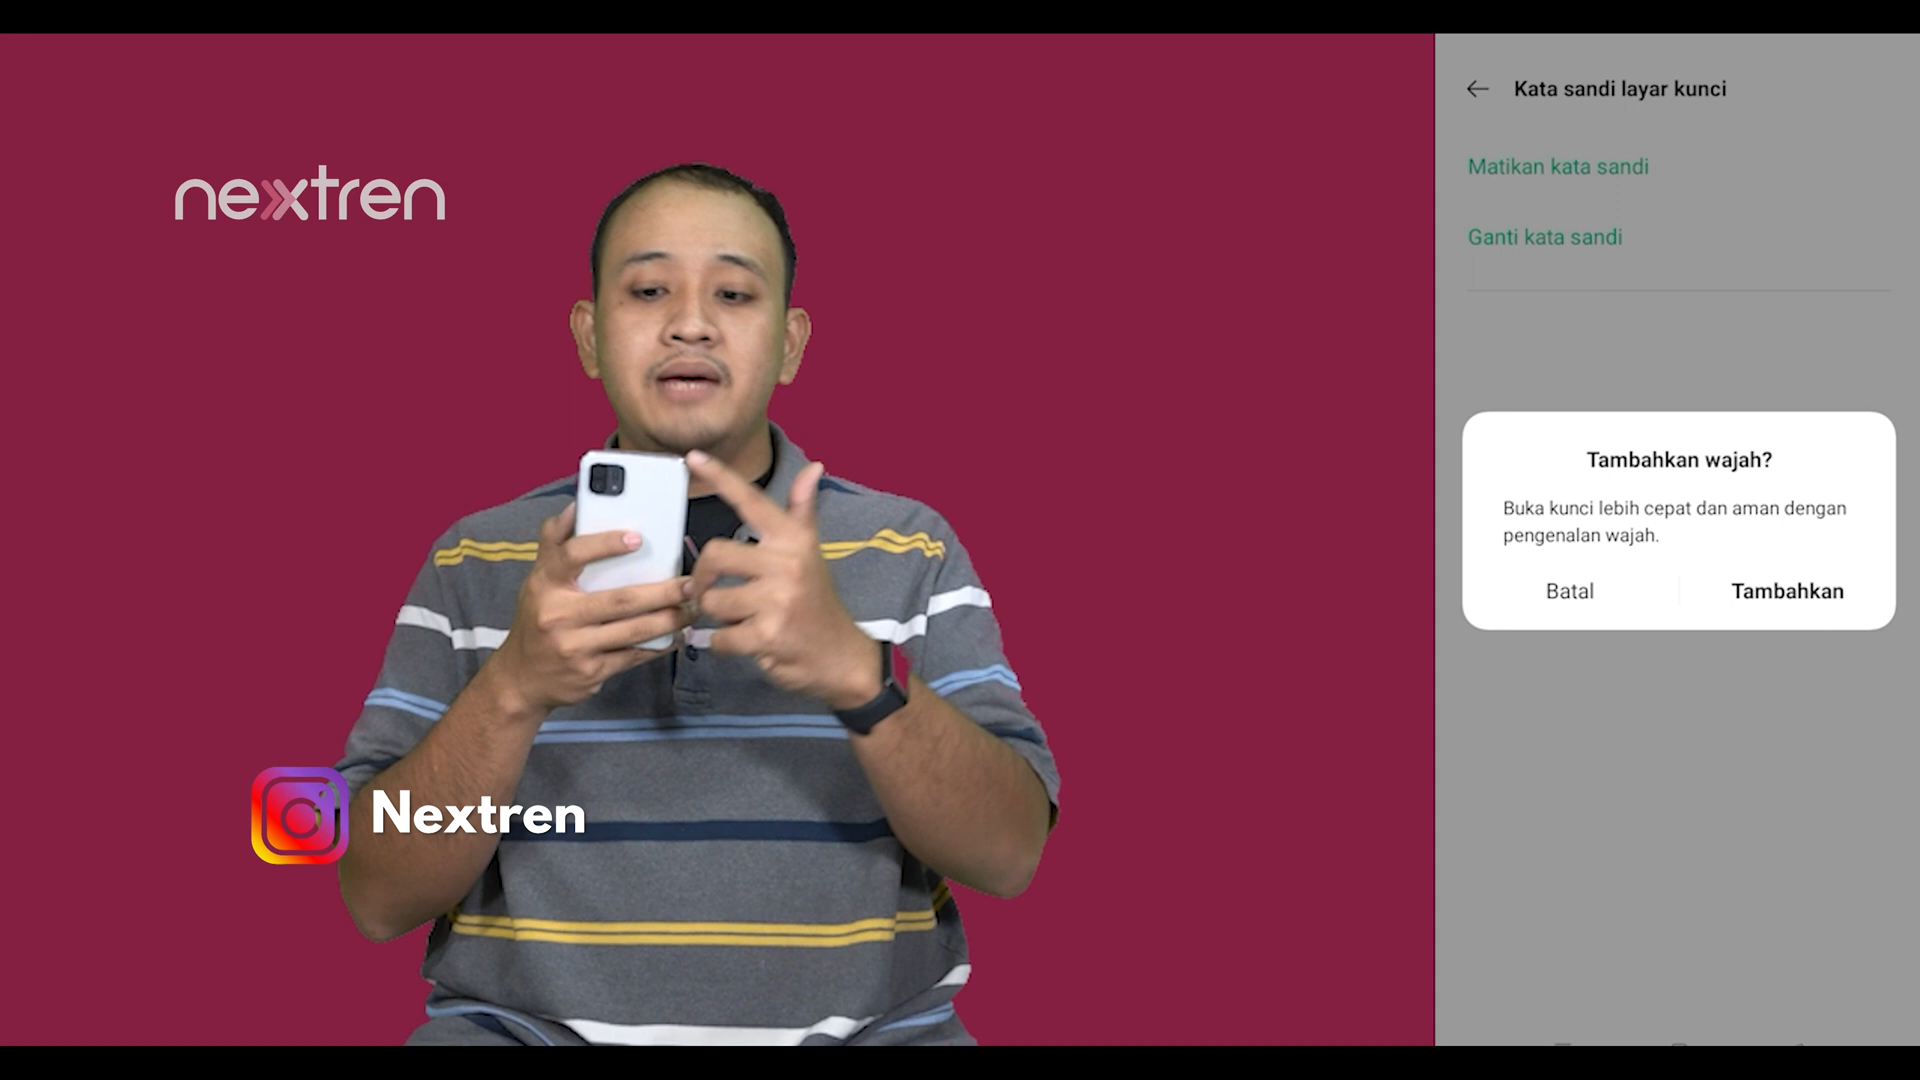 nextren
Nextren
Kata sandi layar kunci
Matikan kata sandi
Ganti kata sandi
Tambahkan wajah?
Buka kunci lebih cepat dan aman dengan
pengenalan wajah.
Batal
Tambahkan